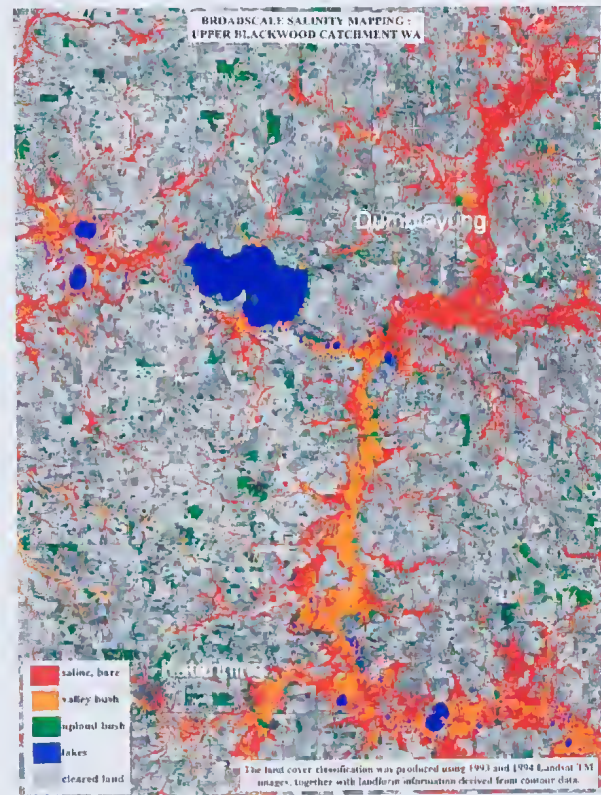 BROADSCALE SALINITY MAPPING :
UPPER BLACKWOOD CATCHMENT WA
Dumbleyung
Katanning
saline, bare
valley bush
upland bush
lakes
cleared land
The land cover classification was produced using 1993 and 1994 Landsat TM
images, together with landform information derived from contour data.